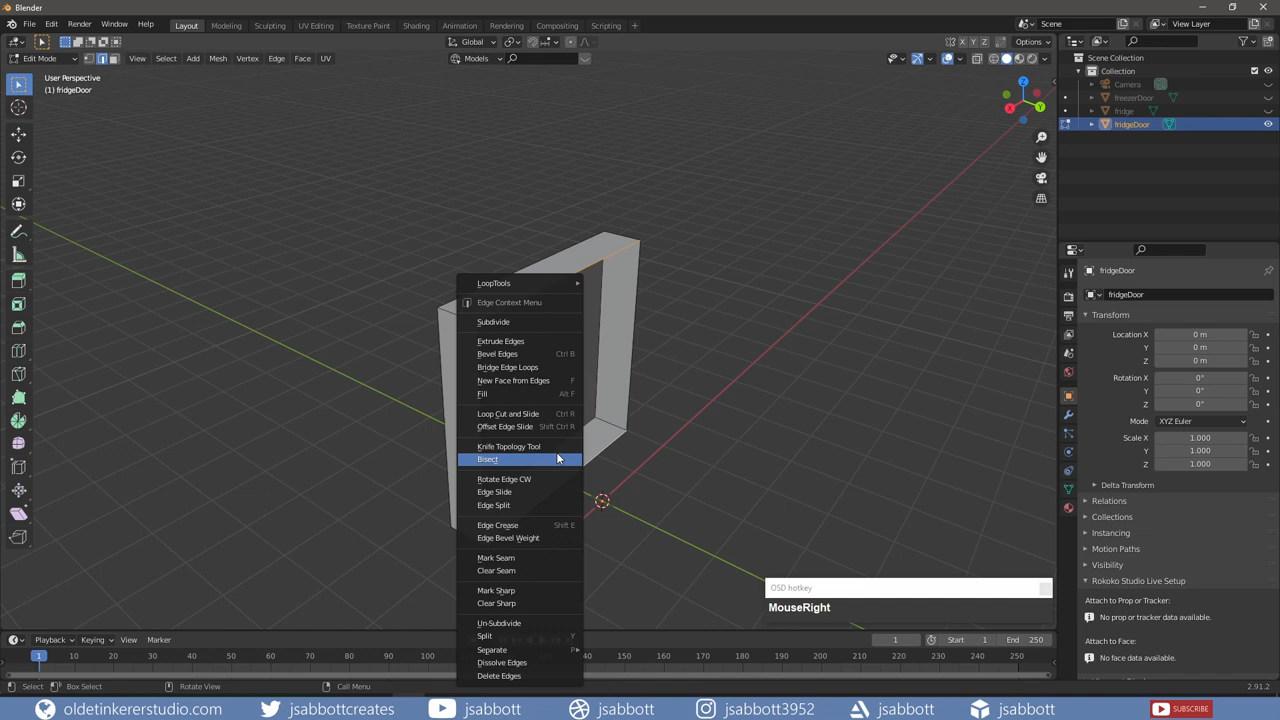 Blender
File Edit Render Window Help
Layout Modeling Sculpting UV Editing Texture Paint Shading Animation Rendering Compositing Scripting +
Scene
View Layer
Global
X Y Z
Options
Edit Mode
View Select Add Mesh Vertex Edge Face UV
Models
User Perspective
(1) fridgeDoor
Z
X
Y
LoopTools
Edge Context Menu
Subdivide
Extrude Edges
Bevel Edges Ctrl B
Bridge Edge Loops
New Face from Edges F
Fill Alt F
Loop Cut and Slide Ctrl R
Offset Edge Slide Shift Ctrl R
Knife Topology Tool
Bisect
Rotate Edge CW
Edge Slide
Edge Split
Edge Crease Shift E
Edge Bevel Weight
Mark Seam
Clear Seam
Mark Sharp
Clear Sharp
Un-Subdivide
Split Y
Separate P
Dissolve Edges
Delete Edges
OSD hotkey
MouseRight
Scene Collection
Collection
Camera
freezerDoor
fridge
fridgeDoor
fridgeDoor
fridgeDoor
Transform
Location X 0 m
Y 0 m
Z 0 m
Rotation X 0°
Y 0°
Z 0°
Mode XYZ Euler
Scale X 1.000
Y 1.000
Z 1.000
Delta Transform
Relations
Collections
Instancing
Motion Paths
Visibility
Rokoko Studio Live Setup
Attach to Prop or Tracker:
No prop or tracker data available.
Attach to Face:
No face data available.
Playback Keying View Marker
1 Start 1 End 250
1 10 20 30 40 50 60 70 80 90 100 40 150 160 170 180 190 200 210 220 230 240 250
Select Box Select Rotate View Call Menu
2.91.2
oldetinkererstudio.com jsabbottcreates jsabbott jsabbott jsabbott3952 jsabbott jsabbott SUBSCRIBE